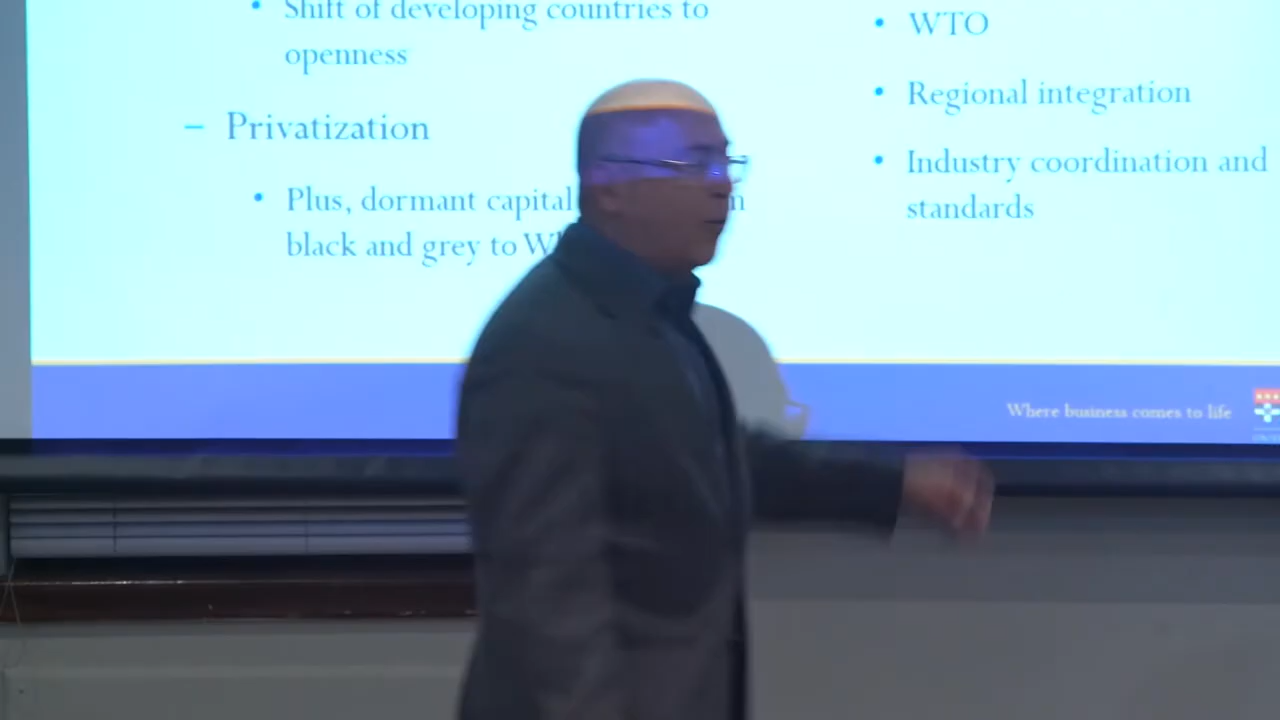 Shift of developing countries to
openness
– Privatization
Plus, dormant capital
black and grey to
• WTO
• Regional integration
• Industry coordination and
standards
Where business comes to life